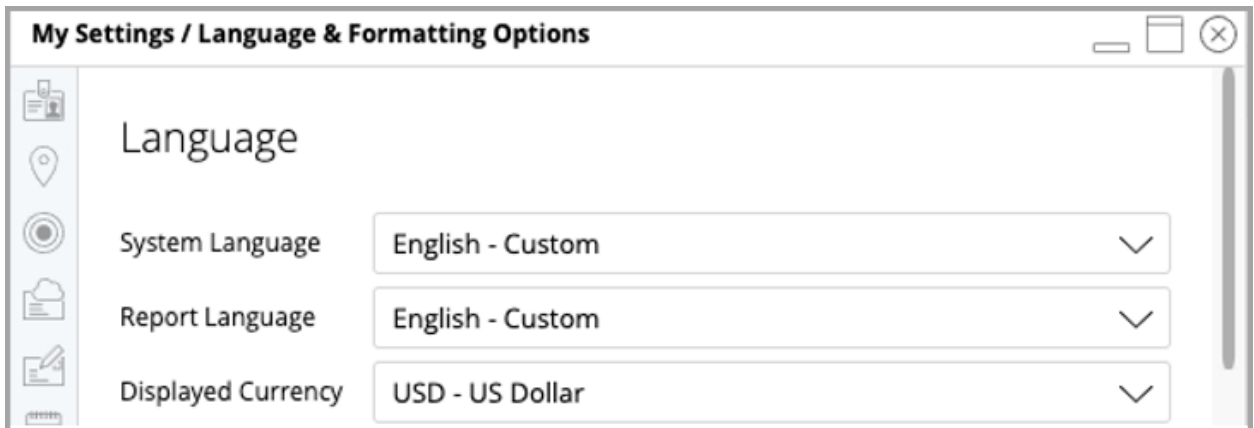 My Settings / Language & Formatting Options
Language
System Language English - Custom
Report Language English - Custom
Displayed Currency USD - US Dollar